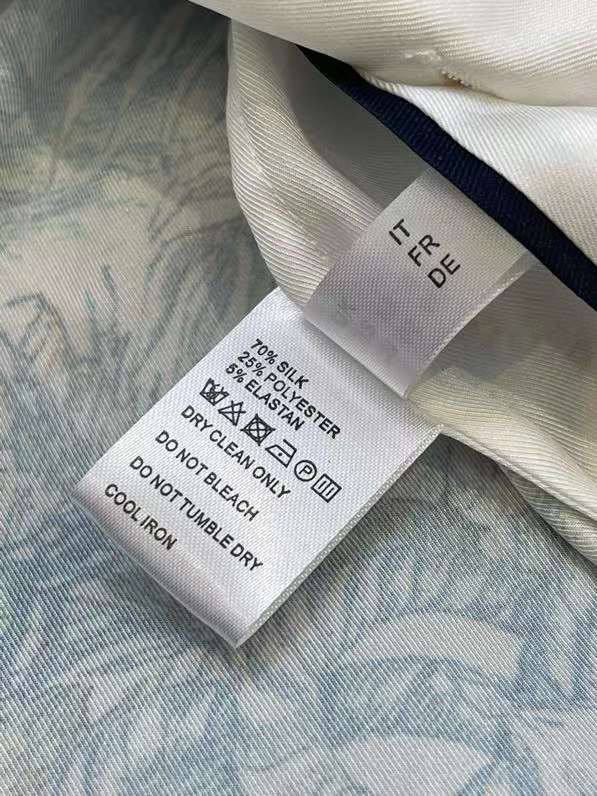 IT
FR
DE
70% SILK
25% POLYESTER
5% ELASTAN
P
DRY CLEAN ONLY
DO NOT BLEACH
DO NOT TUMBLE DRY
COOL IRON